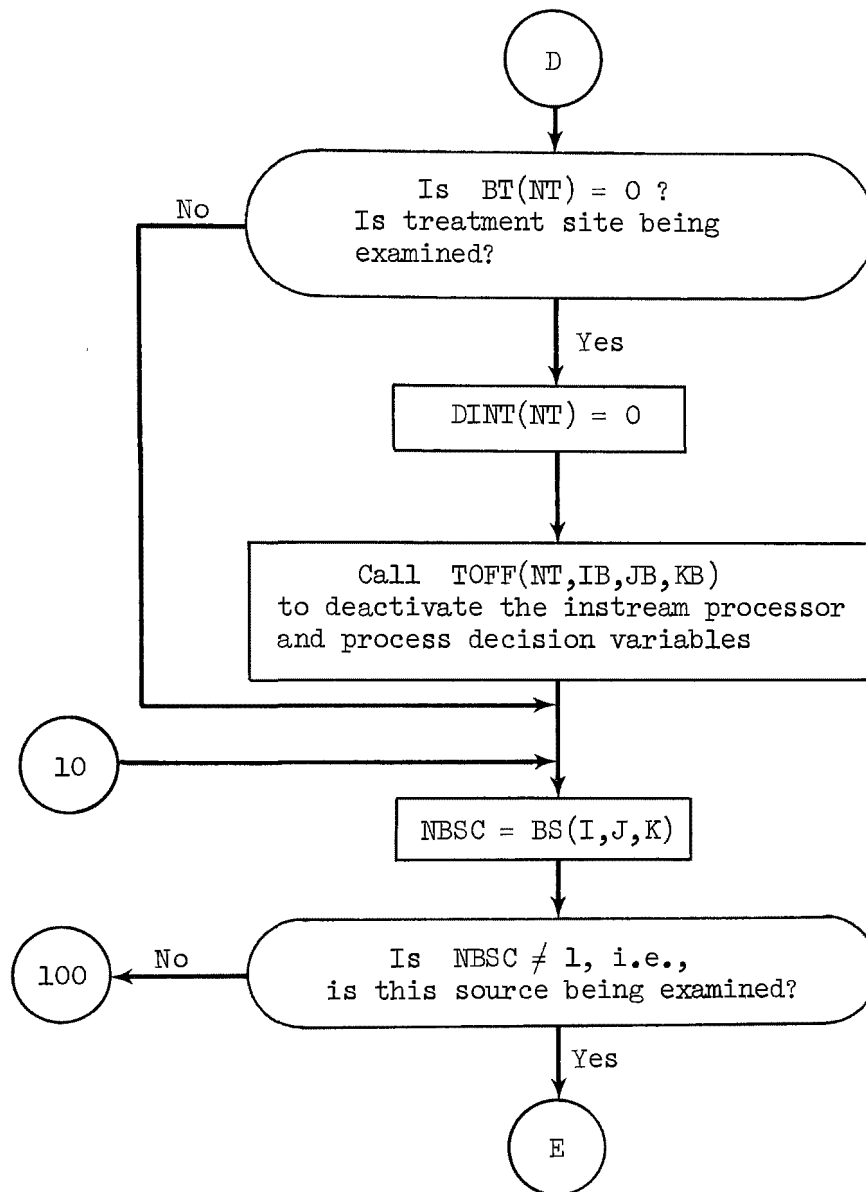 D
Is BT(NT) = 0 ?
Is treatment site being
examined?
No
Yes
DINT(NT) = 0
Call TOFF(NT,IB,JB,KB)
to deactivate the instream processor
and process decision variables
10
NBSC = BS(I,J,K)
Is NBSC ≠ 1, i.e.,
is this source being examined?
No
100
Yes
E